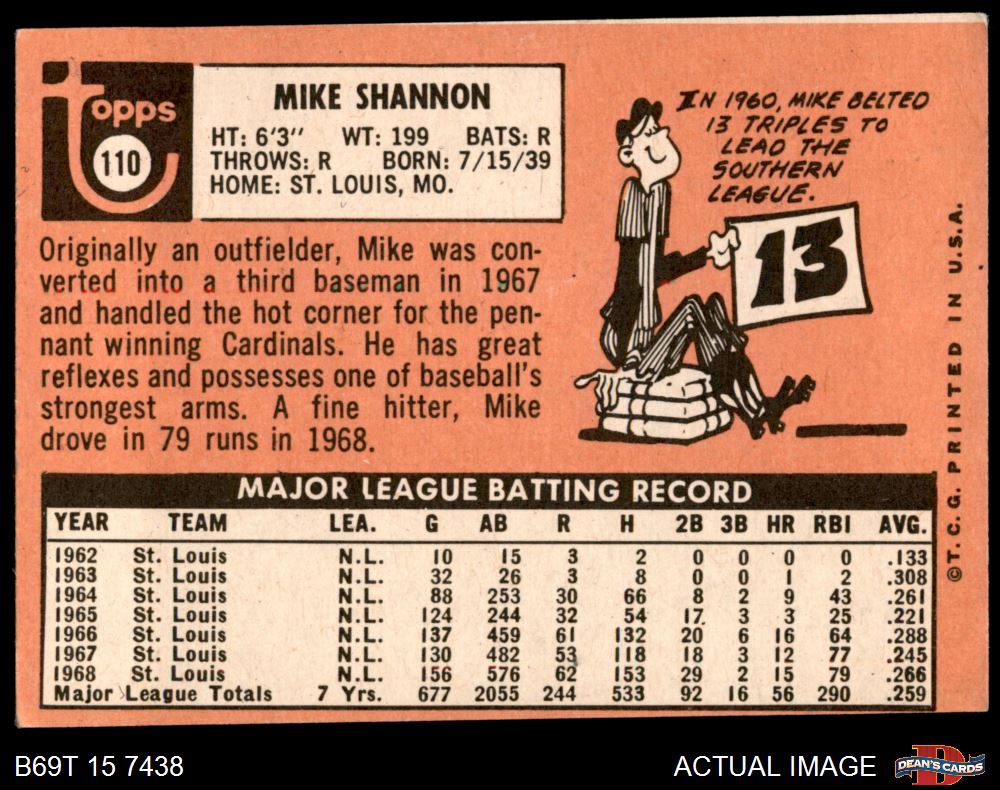 Topps
110
MIKE SHANNON
HT: 6'3" WT: 199 BATS: R
THROWS: R BORN: 7/15/39
HOME: ST. LOUIS, MO.
IN 1960, MIKE BELTED
13 TRIPLES TO
LEAD THE
SOUTHERN
LEAGUE.
13
Originally an outfielder, Mike was con-
verted into a third baseman in 1967
and handled the hot corner for the pen-
nant winning Cardinals. He has great
reflexes and possesses one of baseball's
strongest arms. A fine hitter, Mike
drove in 79 runs in 1968.
MAJOR LEAGUE BATTING RECORD
YEAR TEAM LEA. G AB R H 2B 3B HR RBI AVG.
1962 St. Louis N.L. 10 15 3 2 0 0 0 0 .133
1963 St. Louis N.L. 32 26 3 8 0 0 1 2 .308
1964 St. Louis N.L. 88 253 30 66 8 2 9 43 .261
1965 St. Louis N.L. 124 244 32 54 17 3 3 25 .221
1966 St. Louis N.L. 137 459 61 132 20 6 16 64 .288
1967 St. Louis N.L. 130 482 53 118 18 3 12 77 .245
1968 St. Louis N.L. 156 576 62 153 29 2 15 79 .266
Major League Totals 7 Yrs. 677 2055 244 533 92 16 56 290 .259
©T.C.G. PRINTED IN U.S.A.
B69T 15 7438
ACTUAL IMAGE
DEAN'S CARDS